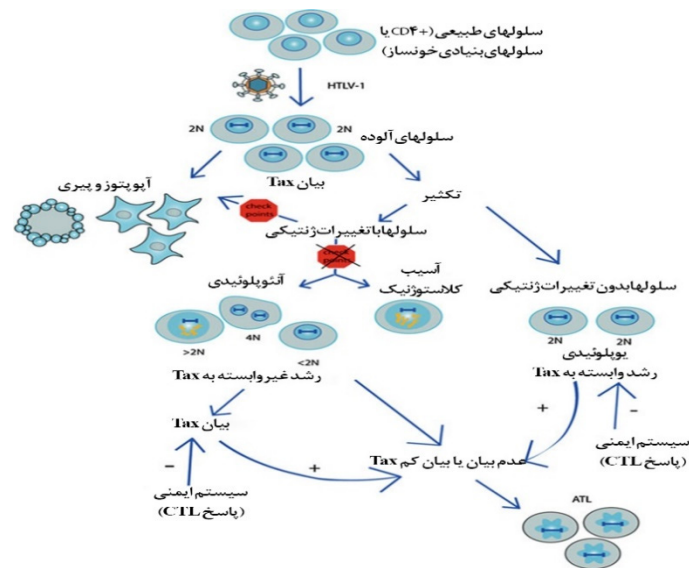 سلولهای طبیعی (CD۴+ یا
سلولهای بنیادی خونساز)
HTLV-1
2N
2N
سلولهای آلوده
بیان Tax
آپوپتوز و پیری
تکثیر
check points
سلولها با تغییرات ژنتیکی
check points
آنئوپلوئیدی
آسیب
کلاستوژنیک
سلولها بدون تغییرات ژنتیکی
>2N
4N
<2N
2N
2N
یوپلوئیدی
رشد غیر وابسته به Tax
رشد وابسته به Tax
بیان Tax
+
-
-
+
عدم بیان یا بیان کم Tax
سیستم ایمنی
(پاسخ CTL)
سیستم ایمنی
(پاسخ CTL)
ATL